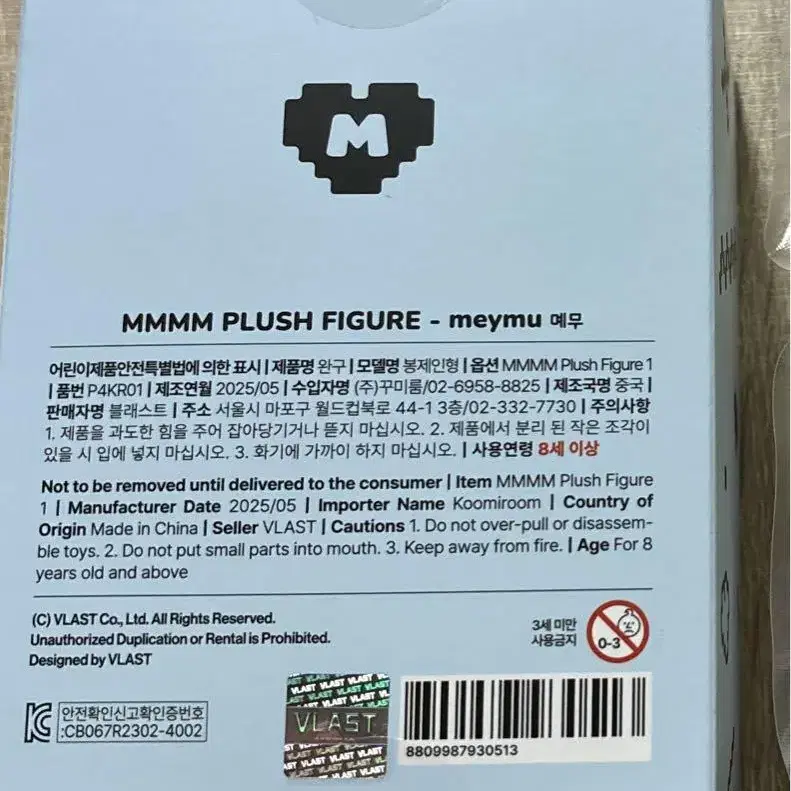 M
MMMM PLUSH FIGURE - meymu 메무
어린이제품안전특별법에 의한 표시 | 제품명 완구 | 모델명 봉제인형 | 옵션 MMMM Plush Figure 1
| 품번 P4KR01 | 제조연월 2025/05 | 수입자명 (주)꾸미룸/02-6958-8825 | 제조국명 중국 |
판매자명 블래스트 | 주소 서울시 마포구 월드컵북로 44-1 3층/02-332-7730 | 주의사항
1. 제품을 과도한 힘을 주어 잡아당기거나 뜯지 마십시오. 2. 제품에서 분리 된 작은 조각이
있을 시 입에 넣지 마십시오. 3. 화기에 가까이 하지 마십시오. | 사용연령 8세 이상
Not to be removed until delivered to the consumer | Item MMMM Plush Figure
1 | Manufacturer Date 2025/05 | Importer Name Koomiroom | Country of
Origin Made in China | Seller VLAST | Cautions 1. Do not over-pull or disassem-
ble toys. 2. Do not put small parts into mouth. 3. Keep away from fire. | Age For 8
years old and above
(C) VLAST Co., Ltd. All Rights Reserved.
Unauthorized Duplication or Rental is Prohibited.
Designed by VLAST
3세 미만
사용금지
0-3
안전확인신고확인증번호
:CB067R2302-4002
VLAST
8809987930513